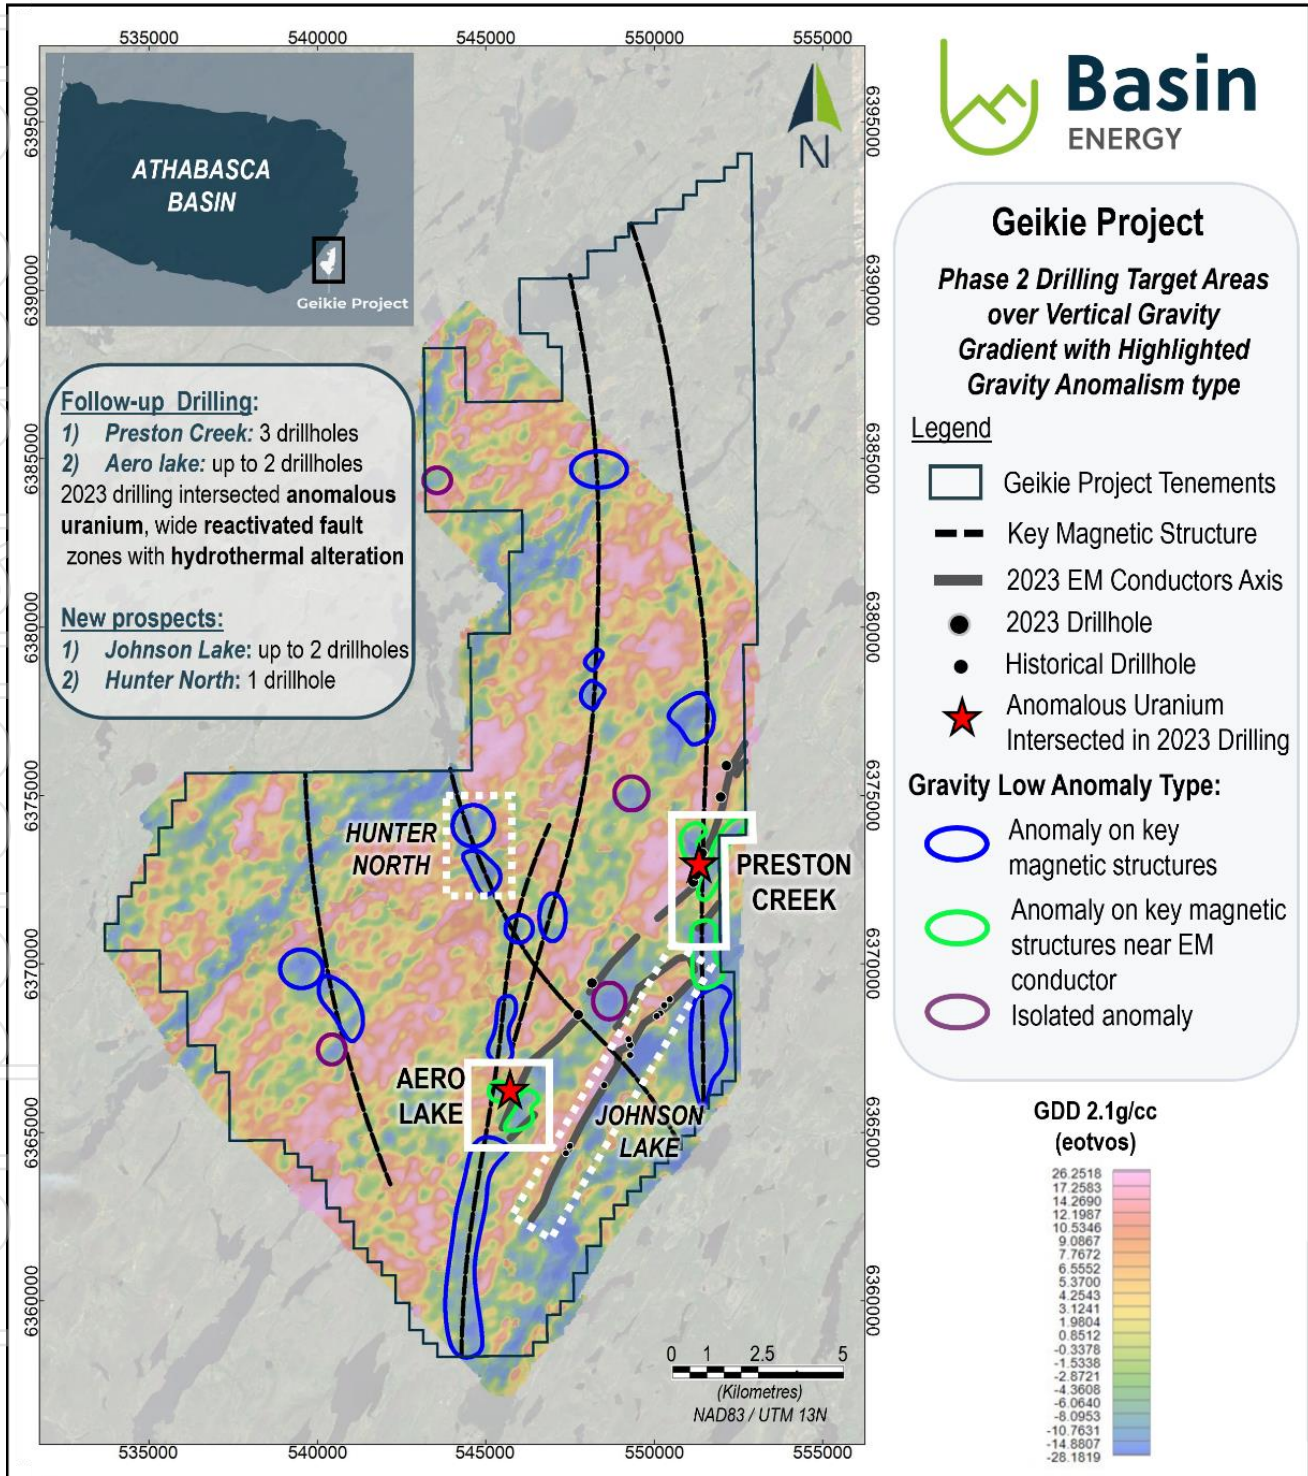 535000
540000
545000
550000
555000
6395000
6390000
6385000
6380000
6375000
6370000
6365000
6360000
ATHABASCA
BASIN
Geikie Project
N
Follow-up Drilling:
1) Preston Creek: 3 drillholes
2) Aero lake: up to 2 drillholes
2023 drilling intersected anomalous
uranium, wide reactivated fault
zones with hydrothermal alteration
New prospects:
1) Johnson Lake: up to 2 drillholes
2) Hunter North: 1 drillhole
HUNTER
NORTH
PRESTON
CREEK
AERO
LAKE
JOHNSON
LAKE
0 1 2.5 5
(Kilometres)
NAD83 / UTM 13N
6395000
6390000
6385000
6380000
6375000
6370000
6365000
6360000
535000
540000
545000
550000
555000
Basin
ENERGY
Geikie Project
Phase 2 Drilling Target Areas
over Vertical Gravity
Gradient with Highlighted
Gravity Anomalism type
Legend
Geikie Project Tenements
Key Magnetic Structure
2023 EM Conductors Axis
2023 Drillhole
Historical Drillhole
Anomalous Uranium
Intersected in 2023 Drilling
Gravity Low Anomaly Type:
Anomaly on key
magnetic structures
Anomaly on key magnetic
structures near EM
conductor
Isolated anomaly
GDD 2.1g/cc
(eotvos)
26.2518
17.2583
14.2690
12.1987
10.5346
9.0867
7.7672
6.5552
5.3700
4.2543
3.1241
1.9804
0.8512
-0.3378
-1.5338
-2.8721
-4.3608
-6.0640
-8.0953
-10.7631
-14.8807
-28.1819